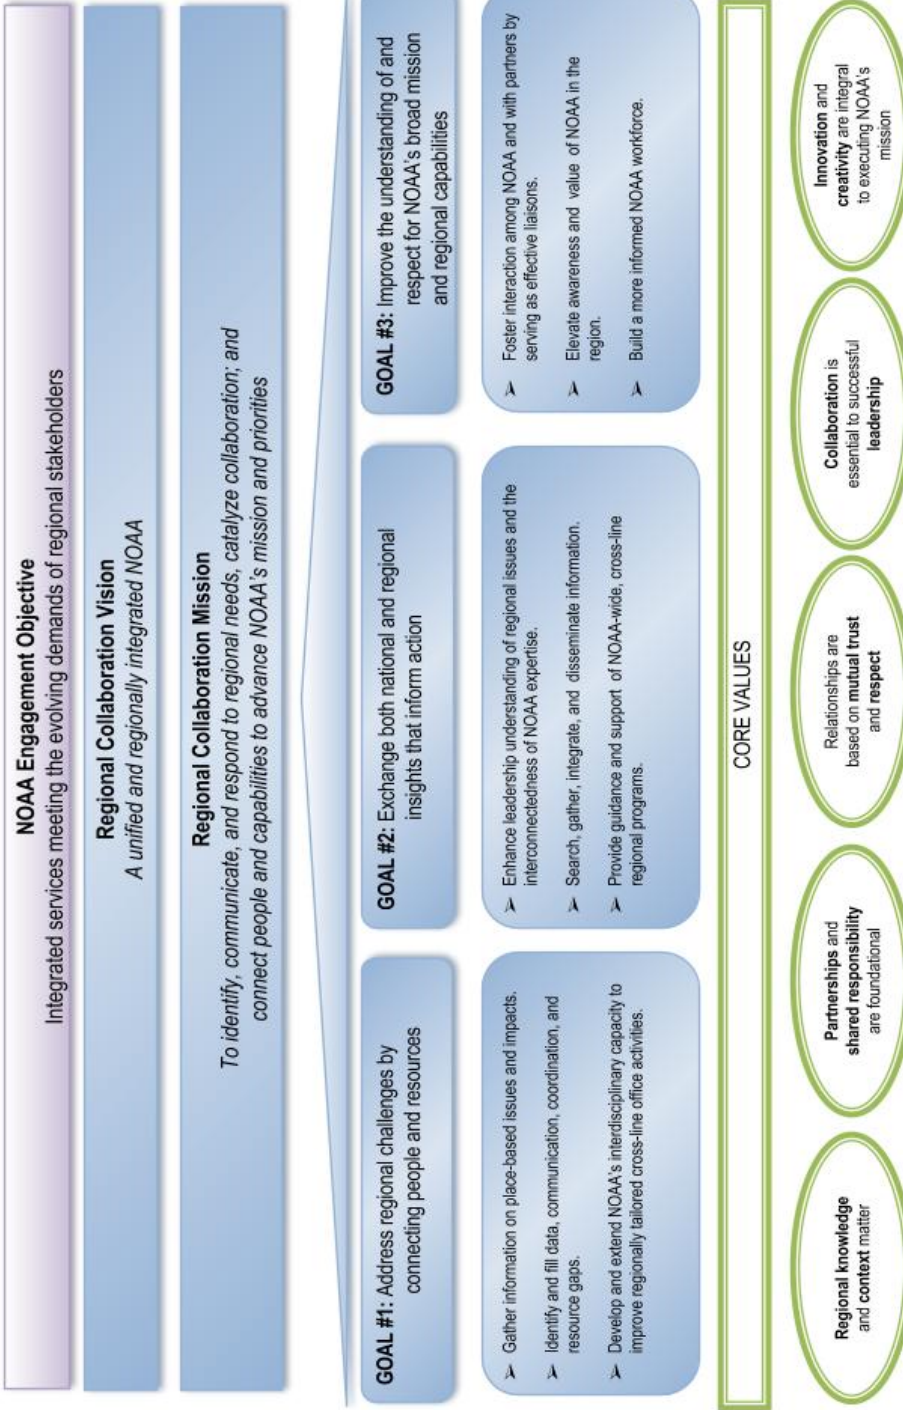 NOAA Engagement Objective
Integrated services meeting the evolving demands of regional stakeholders
Regional Collaboration Vision
A unified and regionally integrated NOAA
Regional Collaboration Mission
To identify, communicate, and respond to regional needs, catalyze collaboration; and
connect people and capabilities to advance NOAA's mission and priorities
GOAL #1: Address regional challenges by
connecting people and resources
➢ Gather information on place-based issues and impacts.
➢ Identify and fill data, communication, coordination, and
resource gaps.
➢ Develop and extend NOAA's interdisciplinary capacity to
improve regionally tailored cross-line office activities.
GOAL #2: Exchange both national and regional
insights that inform action
➢ Enhance leadership understanding of regional issues and the
interconnectedness of NOAA expertise.
➢ Search, gather, integrate, and disseminate information.
➢ Provide guidance and support of NOAA-wide, cross-line
regional programs.
GOAL #3: Improve the understanding of and
respect for NOAA's broad mission
and regional capabilities
➢ Foster interaction among NOAA and with partners by
serving as effective liaisons.
➢ Elevate awareness and value of NOAA in the
region.
➢ Build a more informed NOAA workforce.
CORE VALUES
Regional knowledge
and context matter
Partnerships and
shared responsibility
are foundational
Relationships are
based on mutual trust
and respect
Collaboration is
essential to successful
leadership
Innovation and
creativity are integral
to executing NOAA's
mission